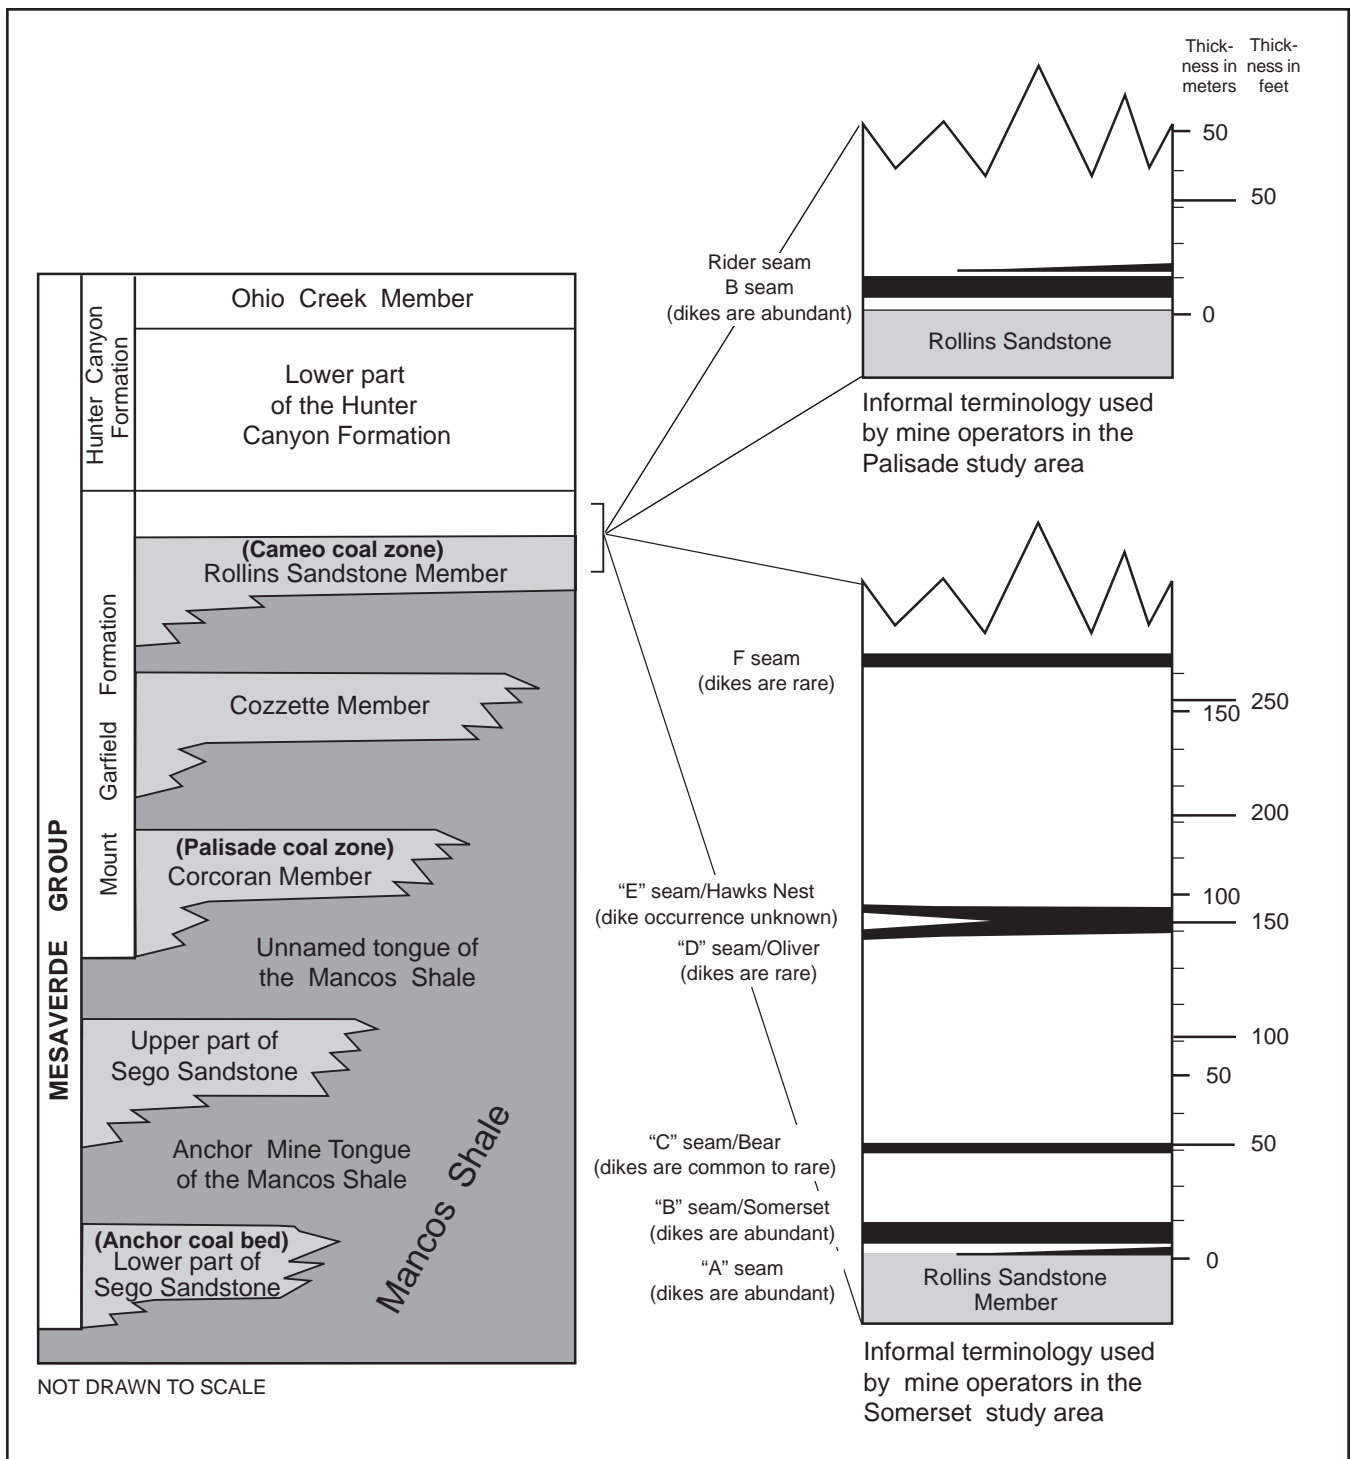 Thick-
ness in
meters
Thick-
ness in
feet
50
50
0
Rider seam
B seam
(dikes are abundant)
Rollins Sandstone
Informal terminology used
by mine operators in the
Palisade study area
MESAVERDE GROUP
Hunter Canyon
Formation
Mount Garfield Formation
Ohio Creek Member
Lower part
of the Hunter
Canyon Formation
(Cameo coal zone)
Rollins Sandstone Member
Cozzette Member
(Palisade coal zone)
Corcoran Member
Unnamed tongue of
the Mancos Shale
Upper part of
Sego Sandstone
Anchor Mine Tongue
of the Mancos Shale
Mancos Shale
(Anchor coal bed)
Lower part of
Sego Sandstone
NOT DRAWN TO SCALE
F seam
(dikes are rare)
“E” seam/Hawks Nest
(dike occurrence unknown)
“D” seam/Oliver
(dikes are rare)
“C” seam/Bear
(dikes are common to rare)
“B” seam/Somerset
(dikes are abundant)
“A” seam
(dikes are abundant)
250
150
200
100
150
100
50
50
0
Rollins Sandstone
Member
Informal terminology used
by mine operators in the
Somerset study area